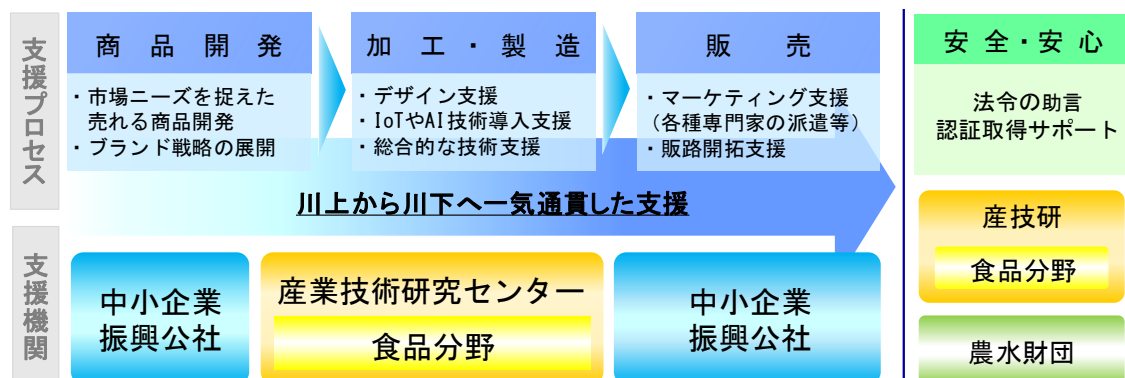 支援プロセス
商品開発
・市場ニーズを捉えた
売れる商品開発
・ブランド戦略の展開
加工・製造
・デザイン支援
・IoTやAI技術導入支援
・総合的な技術支援
販売
・マーケティング支援
（各種専門家の派遣等）
・販路開拓支援
川上から川下へ一気通貫した支援
安全・安心
法令の助言
認証取得サポート
支援機関
中小企業
振興公社
産業技術研究センター
食品分野
中小企業
振興公社
産技研
食品分野
農水財団